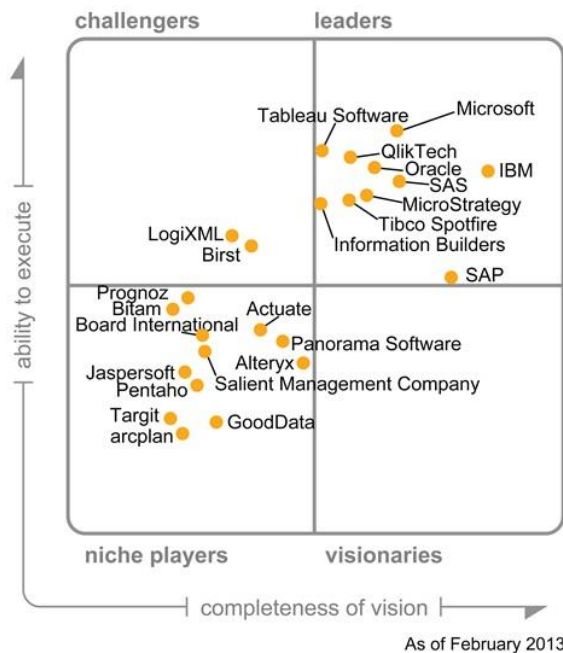 challengers
leaders
Tableau Software
Microsoft
QlikTech
Oracle
IBM
SAS
MicroStrategy
Tibco Spotfire
Information Builders
LogiXML
Birst
SAP
Prognoz
Bitam
Actuate
Board International
Panorama Software
Alteryx
Jaspersoft
Salient Management Company
Pentaho
Targit
GoodData
arcplan
ability to execute
niche players
visionaries
completeness of vision
As of February 2013